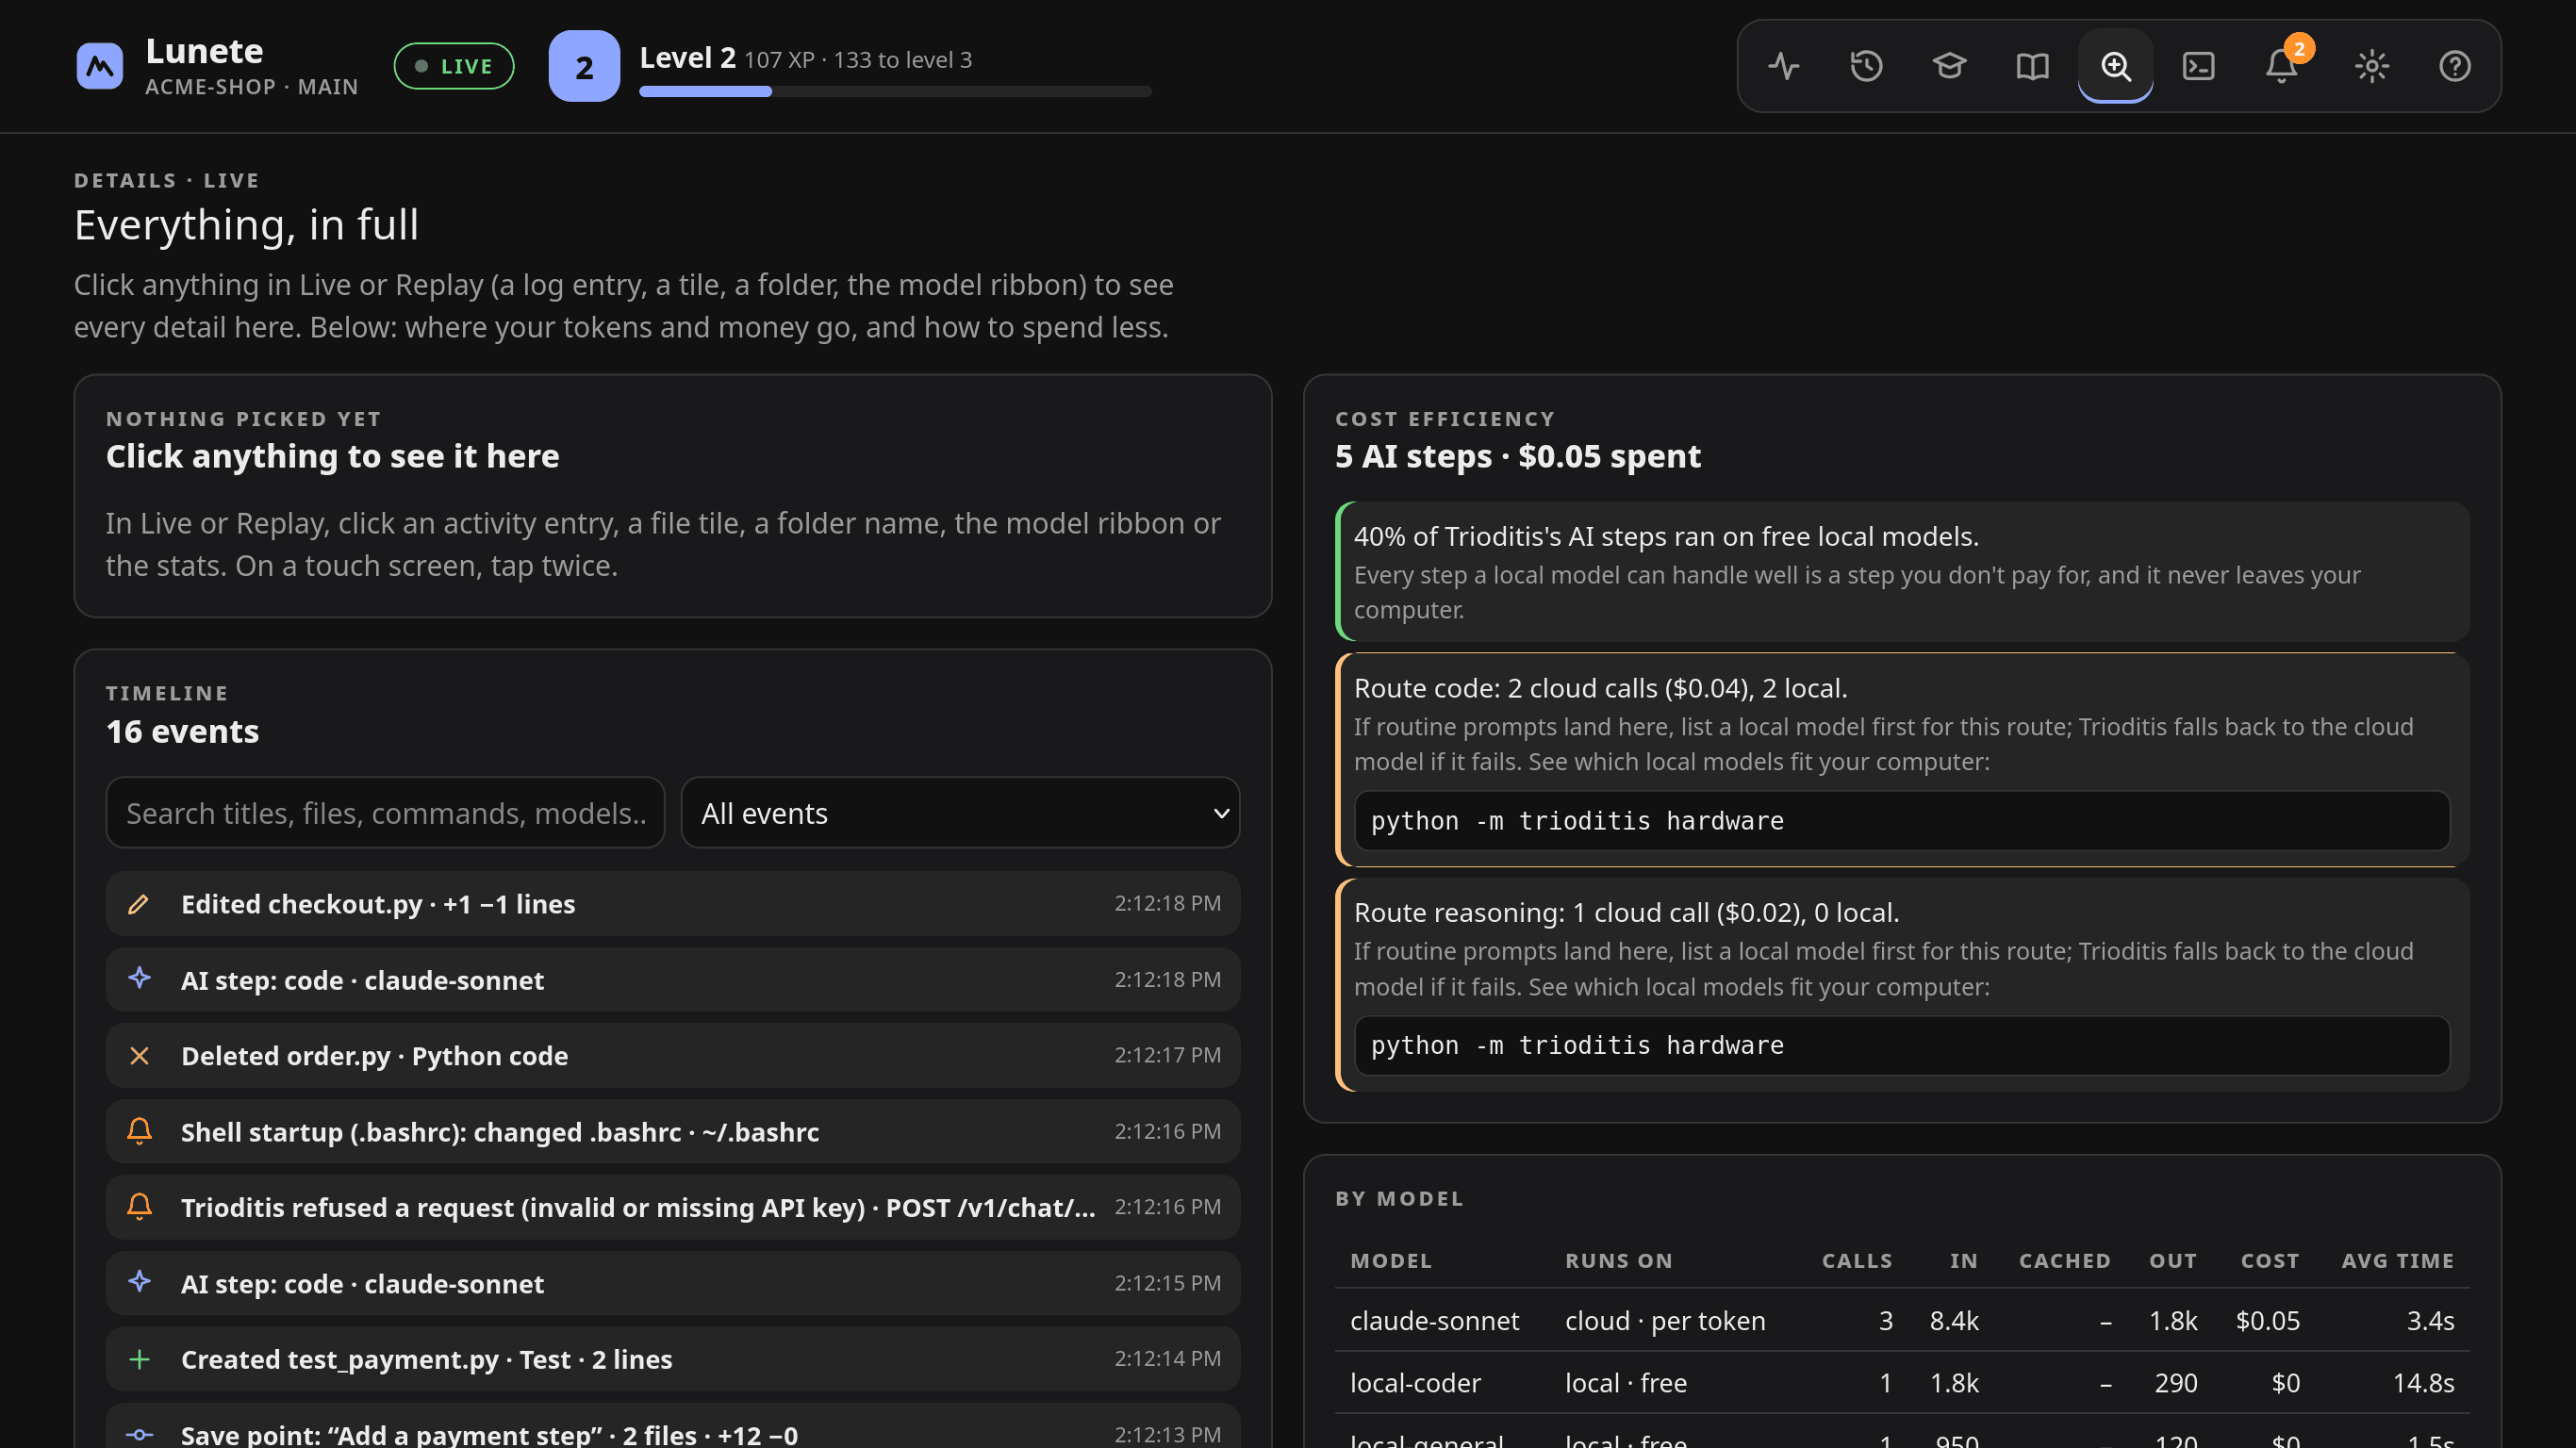 Lunete
ACME-SHOP · MAIN
LIVE
2
Level 2 107 XP · 133 to level 3
2
DETAILS · LIVE
Everything, in full
Click anything in Live or Replay (a log entry, a tile, a folder, the model ribbon) to see
every detail here. Below: where your tokens and money go, and how to spend less.
NOTHING PICKED YET
Click anything to see it here
In Live or Replay, click an activity entry, a file tile, a folder name, the model ribbon or
the stats. On a touch screen, tap twice.
TIMELINE
16 events
Search titles, files, commands, models..
All events
Edited checkout.py · +1 −1 lines 2:12:18 PM
AI step: code · claude-sonnet 2:12:18 PM
Deleted order.py · Python code 2:12:17 PM
Shell startup (.bashrc): changed .bashrc · ~/.bashrc 2:12:16 PM
Trioditis refused a request (invalid or missing API key) · POST /v1/chat/… 2:12:16 PM
AI step: code · claude-sonnet 2:12:15 PM
Created test_payment.py · Test · 2 lines 2:12:14 PM
Save point: “Add a payment step” · 2 files · +12 −0 2:12:13 PM
COST EFFICIENCY
5 AI steps · $0.05 spent
40% of Trioditis's AI steps ran on free local models.
Every step a local model can handle well is a step you don't pay for, and it never leaves your
computer.
Route code: 2 cloud calls ($0.04), 2 local.
If routine prompts land here, list a local model first for this route; Trioditis falls back to the cloud
model if it fails. See which local models fit your computer:
python -m trioditis hardware
Route reasoning: 1 cloud call ($0.02), 0 local.
If routine prompts land here, list a local model first for this route; Trioditis falls back to the cloud
model if it fails. See which local models fit your computer:
python -m trioditis hardware
BY MODEL
MODEL RUNS ON CALLS IN CACHED OUT COST AVG TIME
claude-sonnet cloud · per token 3 8.4k – 1.8k $0.05 3.4s
local-coder local · free 1 1.8k – 290 $0 14.8s
local-general local · free 1 950 – 120 $0 1.5s